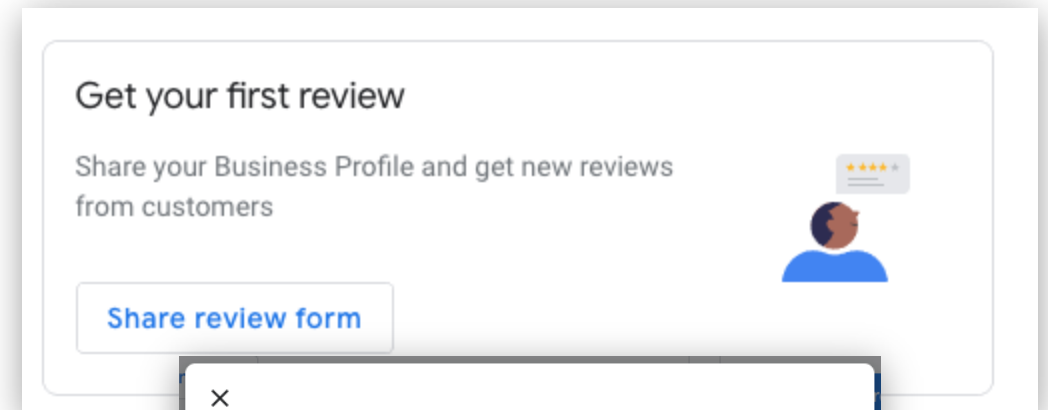 Get your first review
Share your Business Profile and get new reviews
from customers
Share review form